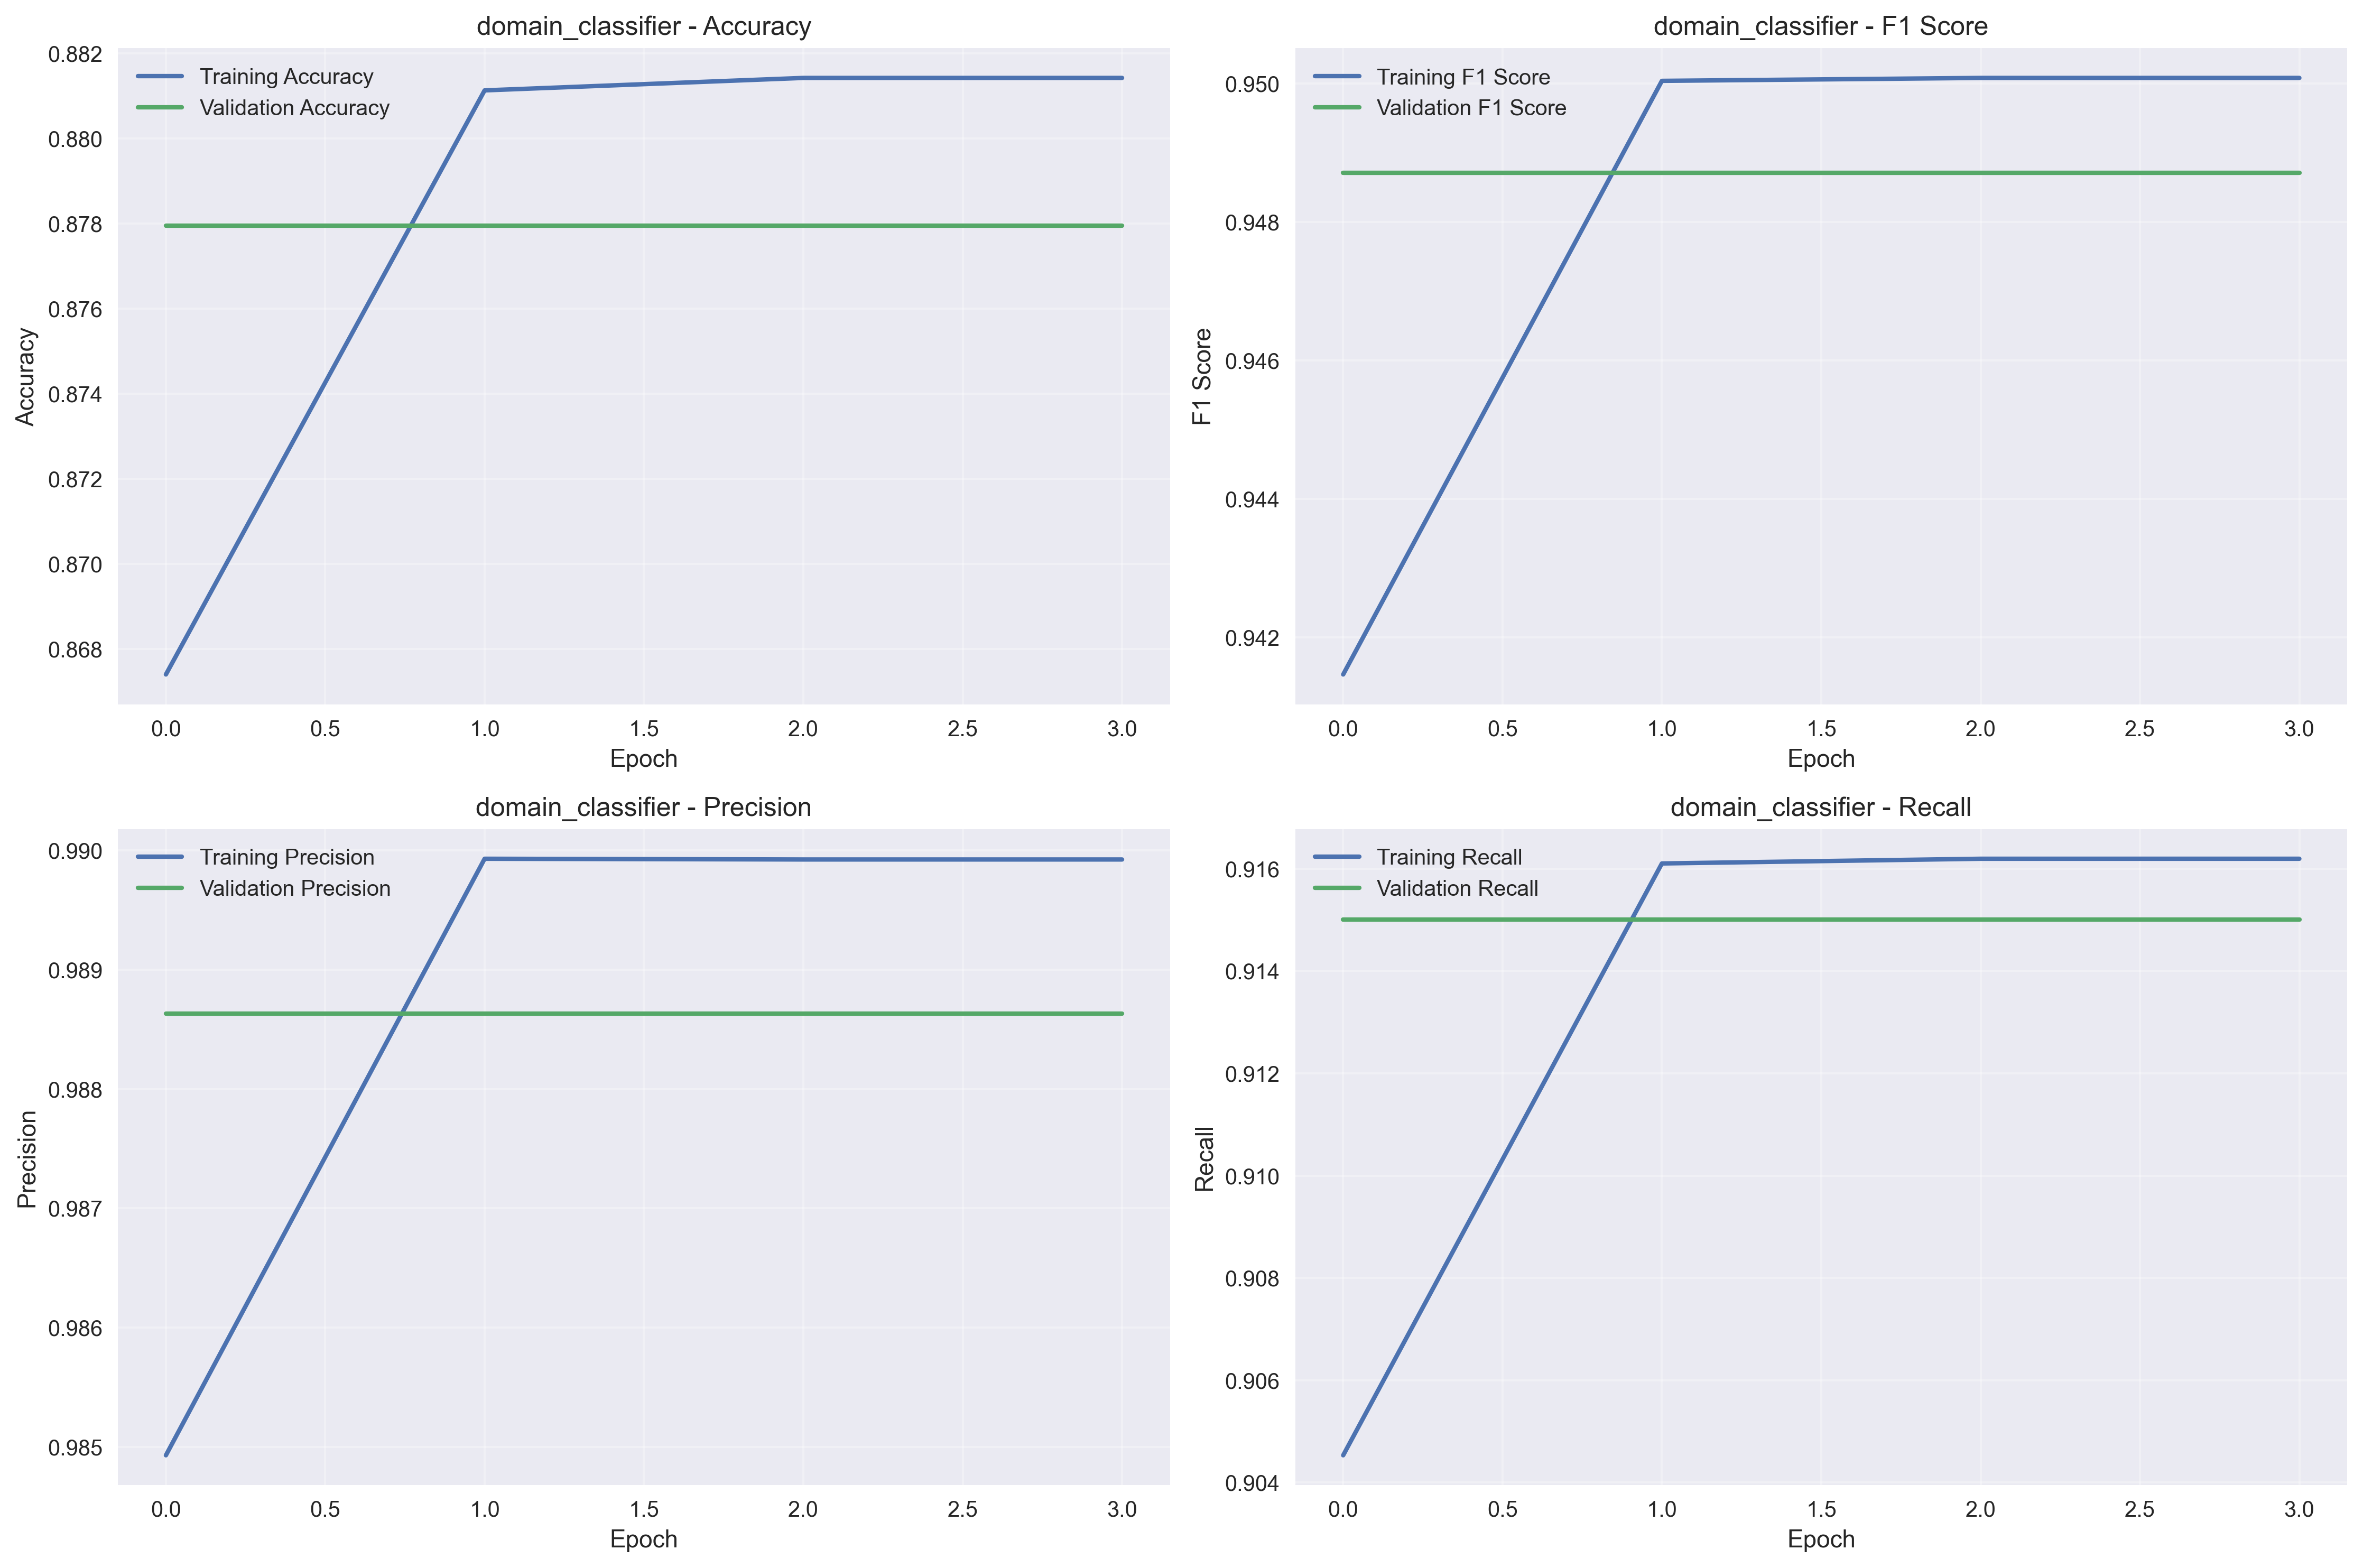 domain_classifier - Accuracy
Training Accuracy
Validation Accuracy
0.882
0.880
0.878
0.876
0.874
0.872
0.870
0.868
Accuracy
0.0 0.5 1.0 1.5 2.0 2.5 3.0
Epoch
domain_classifier - F1 Score
Training F1 Score
Validation F1 Score
0.950
0.948
0.946
0.944
0.942
F1 Score
0.0 0.5 1.0 1.5 2.0 2.5 3.0
Epoch
domain_classifier - Precision
Training Precision
Validation Precision
0.990
0.989
0.988
0.987
0.986
0.985
Precision
0.0 0.5 1.0 1.5 2.0 2.5 3.0
Epoch
domain_classifier - Recall
Training Recall
Validation Recall
0.916
0.914
0.912
0.910
0.908
0.906
0.904
Recall
0.0 0.5 1.0 1.5 2.0 2.5 3.0
Epoch